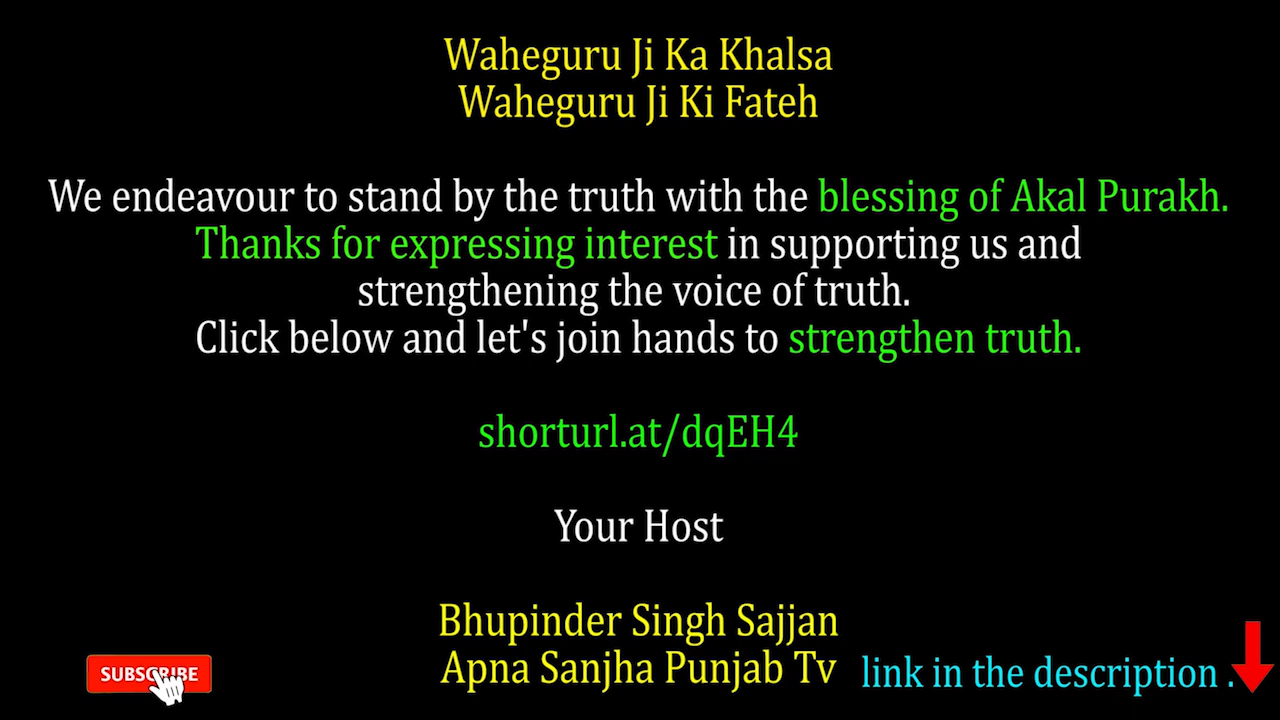 Waheguru Ji Ka Khalsa
Waheguru Ji Ki Fateh
We endeavour to stand by the truth with the blessing of Akal Purakh.
Thanks for expressing interest in supporting us and
strengthening the voice of truth.
Click below and let's join hands to strengthen truth.
shorturl.at/dqEH4
Your Host
Bhupinder Singh Sajjan
Apna Sanjha Punjab Tv
link in the description .
SUBSCRIBE